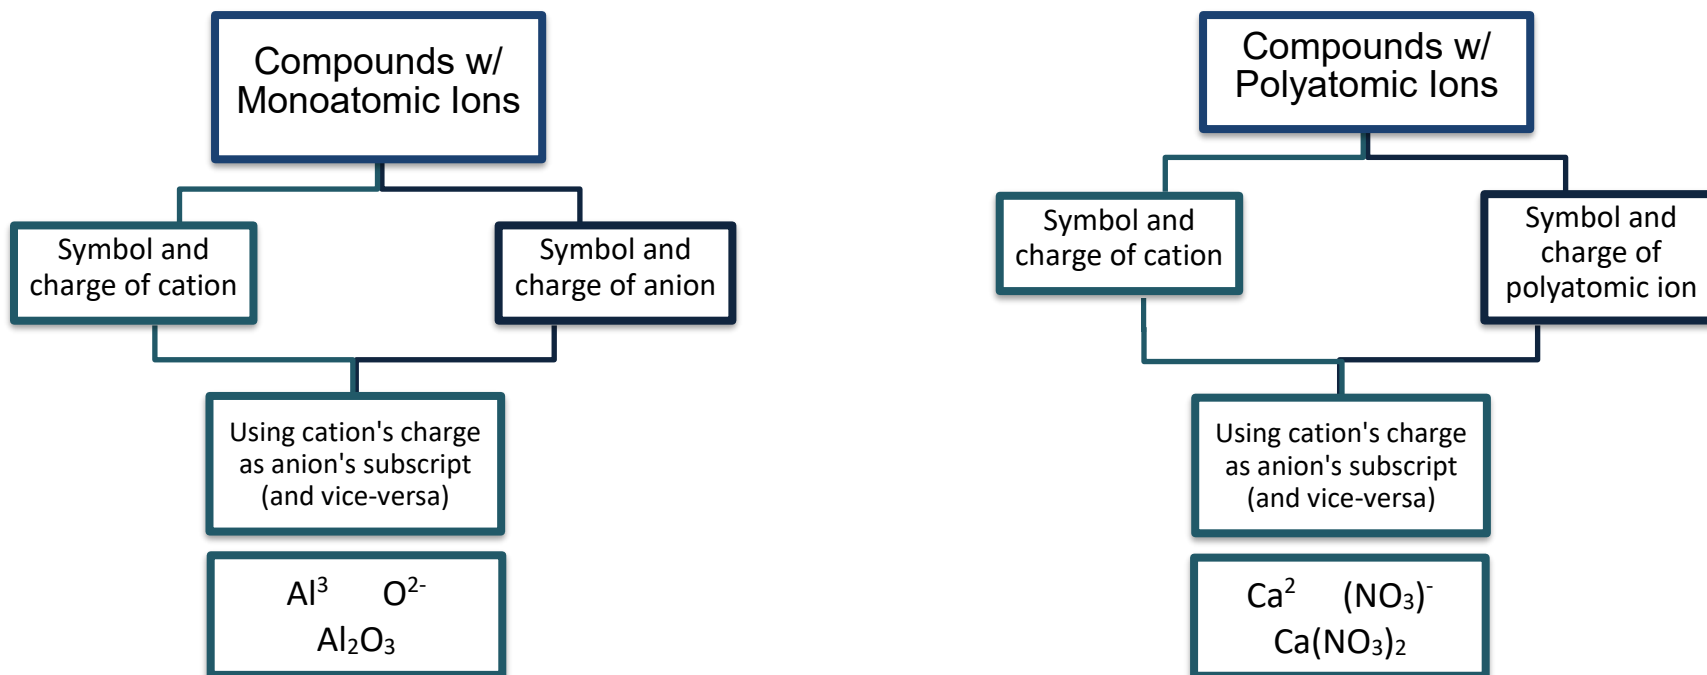 Compounds w/
Monoatomic Ions
Symbol and
charge of cation
Symbol and
charge of anion
Using cation's charge
as anion's subscript
(and vice-versa)
Al³ O²⁻
Al₂O₃
Compounds w/
Polyatomic Ions
Symbol and
charge of cation
Symbol and
charge of
polyatomic ion
Using cation's charge
as anion's subscript
(and vice-versa)
Ca² (NO₃)⁻
Ca(NO₃)₂